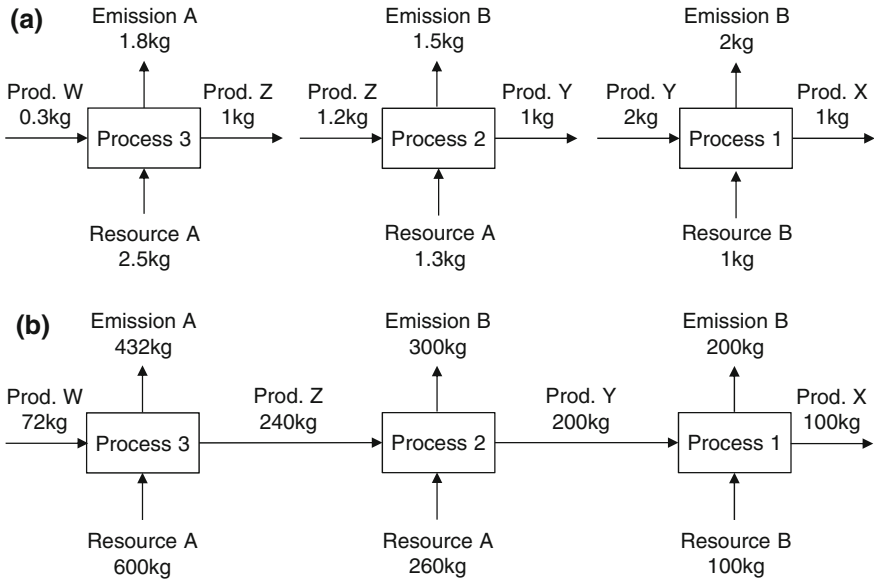 (a)
Emission A
1.8kg
Emission B
1.5kg
Emission B
2kg
Prod. W
0.3kg
Process 3
Prod. Z
1kg
Prod. Z
1.2kg
Process 2
Prod. Y
1kg
Prod. Y
2kg
Process 1
Prod. X
1kg
Resource A
2.5kg
Resource A
1.3kg
Resource B
1kg
(b)
Emission A
432kg
Emission B
300kg
Emission B
200kg
Prod. W
72kg
Process 3
Prod. Z
240kg
Process 2
Prod. Y
200kg
Process 1
Prod. X
100kg
Resource A
600kg
Resource A
260kg
Resource B
100kg